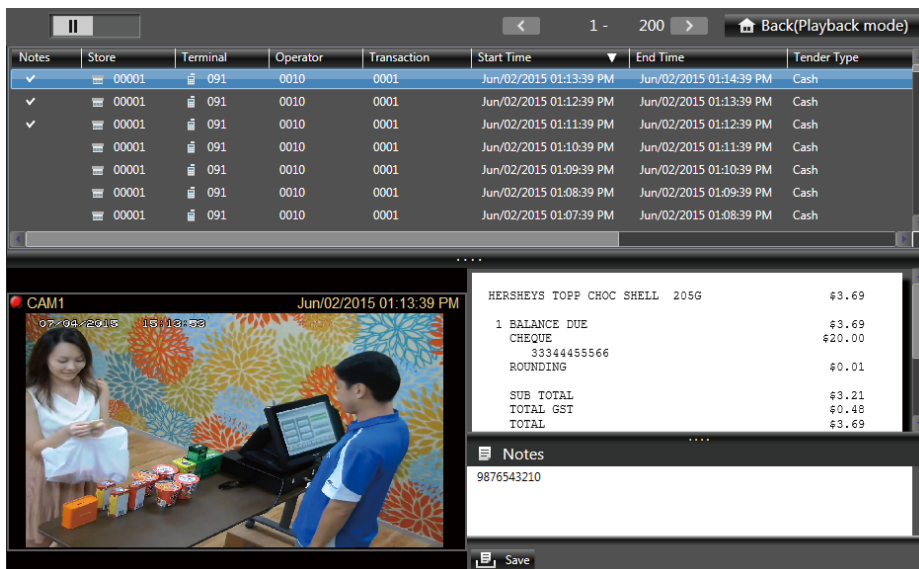 1 - 200 Back(Playback mode)
Notes Store Terminal Operator Transaction Start Time End Time Tender Type
00001 091 0010 0001 Jun/02/2015 01:13:39 PM Jun/02/2015 01:14:39 PM Cash
00001 091 0010 0001 Jun/02/2015 01:12:39 PM Jun/02/2015 01:13:39 PM Cash
00001 091 0010 0001 Jun/02/2015 01:11:39 PM Jun/02/2015 01:12:39 PM Cash
00001 091 0010 0001 Jun/02/2015 01:10:39 PM Jun/02/2015 01:11:39 PM Cash
00001 091 0010 0001 Jun/02/2015 01:09:39 PM Jun/02/2015 01:10:39 PM Cash
00001 091 0010 0001 Jun/02/2015 01:08:39 PM Jun/02/2015 01:09:39 PM Cash
00001 091 0010 0001 Jun/02/2015 01:07:39 PM Jun/02/2015 01:08:39 PM Cash
CAM1 Jun/02/2015 01:13:39 PM
07/04/2015 15:13:53
HERSHEYS TOPP CHOC SHELL 205G $3.69
1 BALANCE DUE $3.69
CHEQUE $20.00
33344455566
ROUNDING $0.01
SUB TOTAL $3.21
TOTAL GST $0.48
TOTAL $3.69
Notes
9876543210
Save